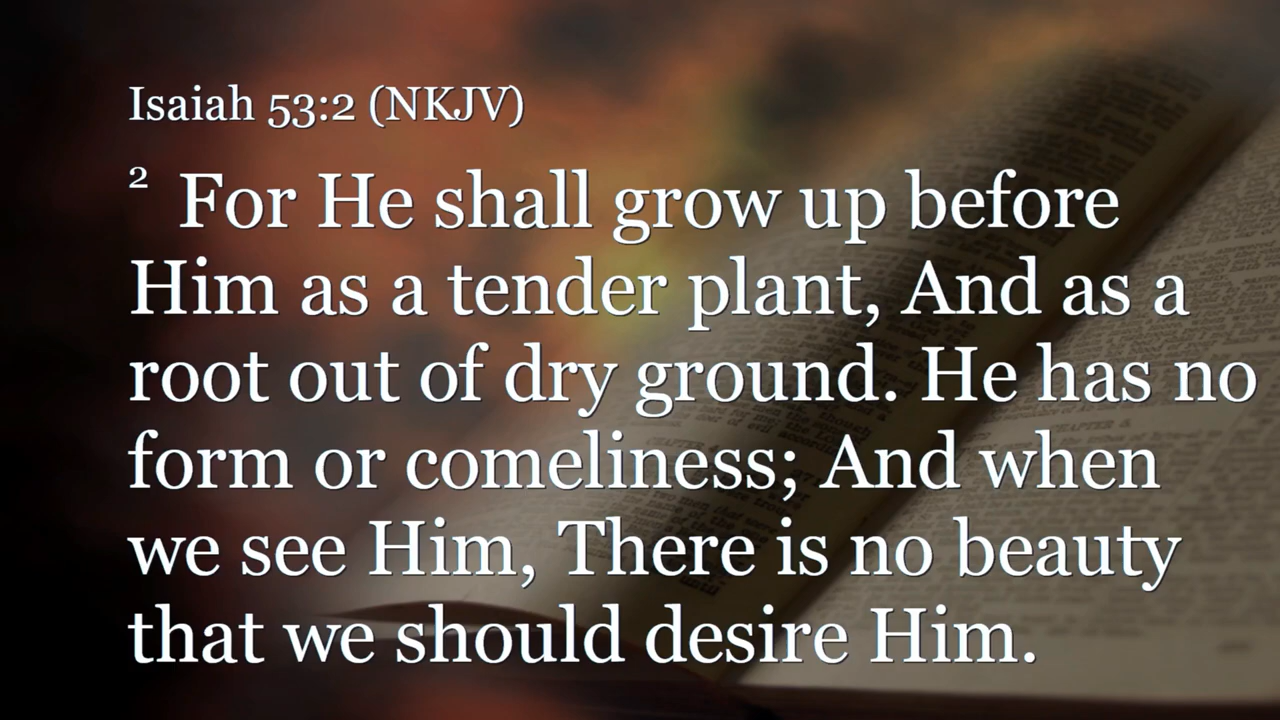 Isaiah 53:2 (NKJV)
2 For He shall grow up before
Him as a tender plant, And as a
root out of dry ground. He has no
form or comeliness; And when
we see Him, There is no beauty
that we should desire Him.